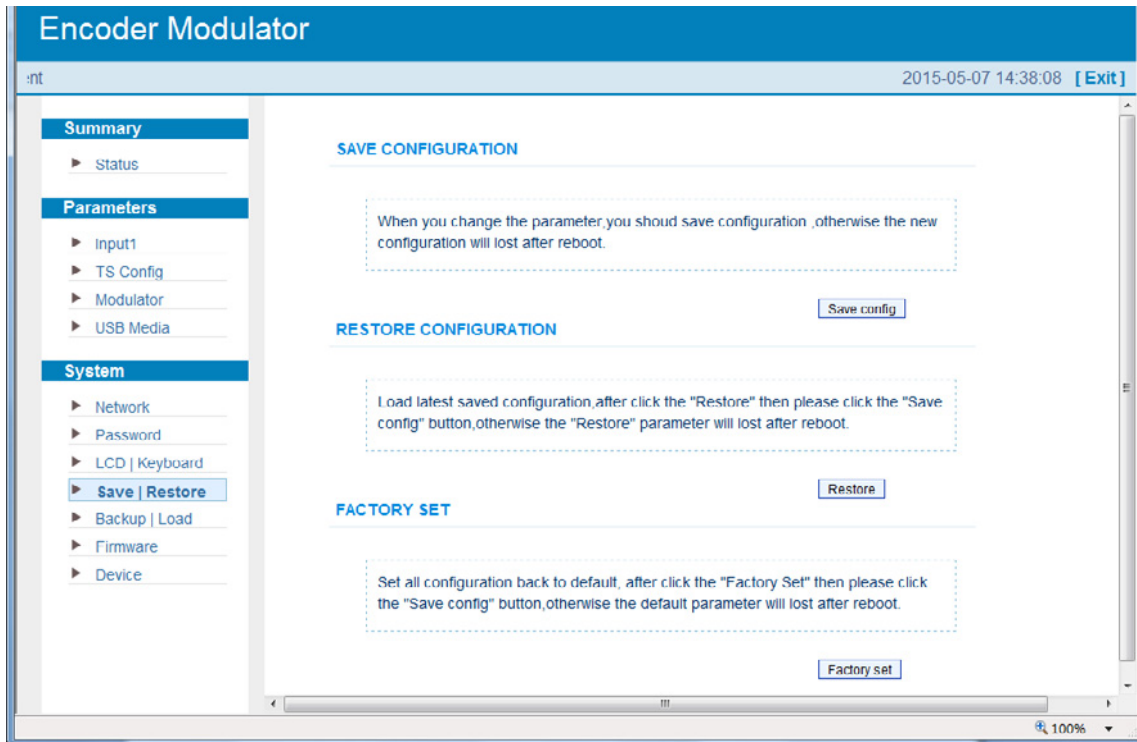 Encoder Modulator
:nt
2015-05-07 14:38:08 [ Exit ]
Summary
Status
Parameters
Input1
TS Config
Modulator
USB Media
System
Network
Password
LCD | Keyboard
Save | Restore
Backup | Load
Firmware
Device
SAVE CONFIGURATION
When you change the parameter,you shoud save configuration ,otherwise the new
configuration will lost after reboot.
Save config
RESTORE CONFIGURATION
Load latest saved configuration,after click the "Restore" then please click the "Save
config" button,otherwise the "Restore" parameter will lost after reboot.
Restore
FACTORY SET
Set all configuration back to default, after click the "Factory Set" then please click
the "Save config" button,otherwise the default parameter will lost after reboot.
Factory set
100%